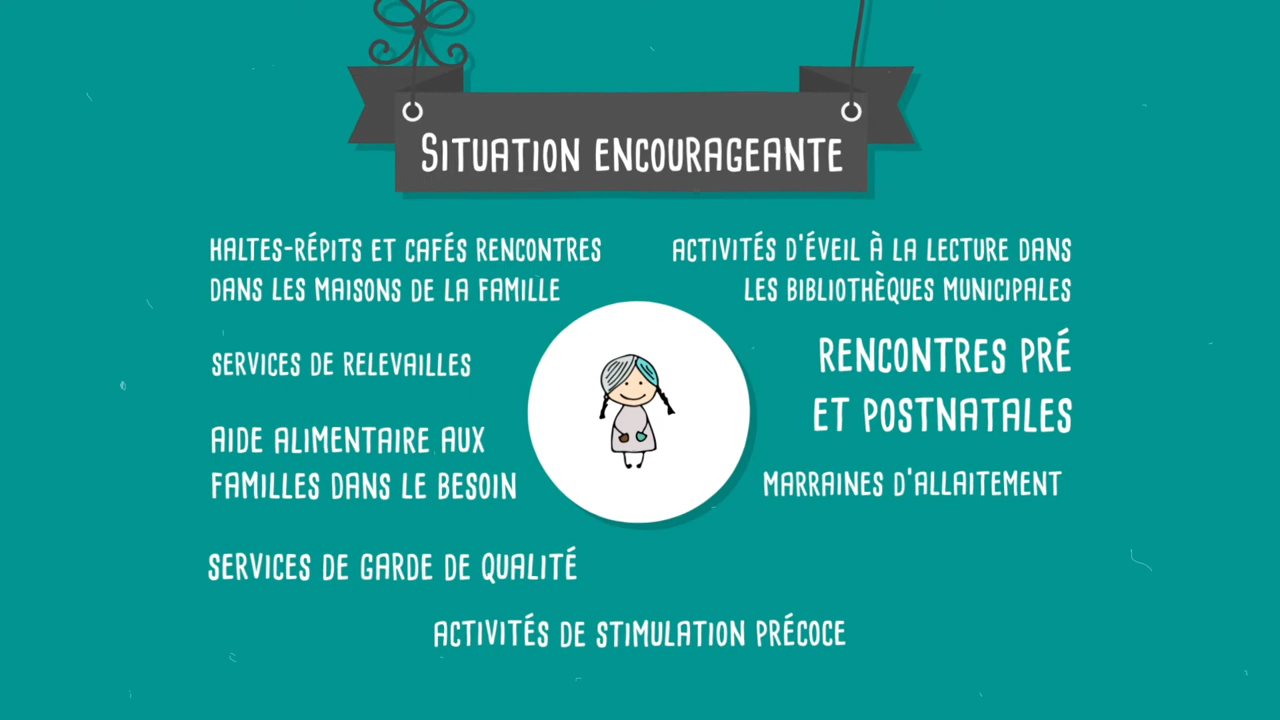 Situation encourageante
Haltes-répits et cafés rencontres
dans les maisons de la famille
Services de relevailles
Aide alimentaire aux
familles dans le besoin
Services de garde de qualité
Activités d'éveil à la lecture dans
les bibliothèques municipales
Rencontres pré
et postnatales
Marraines d'allaitement
Activités de stimulation précoce